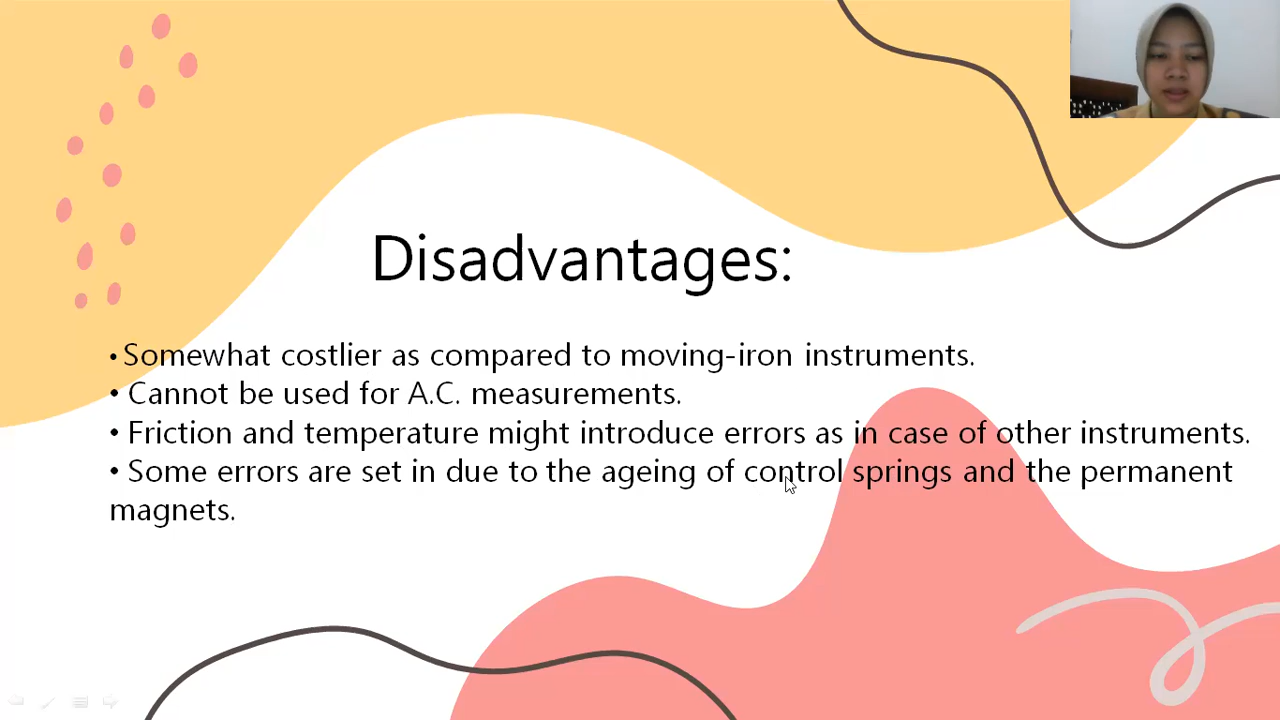 Disadvantages:
• Somewhat costlier as compared to moving-iron instruments.
• Cannot be used for A.C. measurements.
• Friction and temperature might introduce errors as in case of other instruments.
• Some errors are set in due to the ageing of control springs and the permanent
magnets.